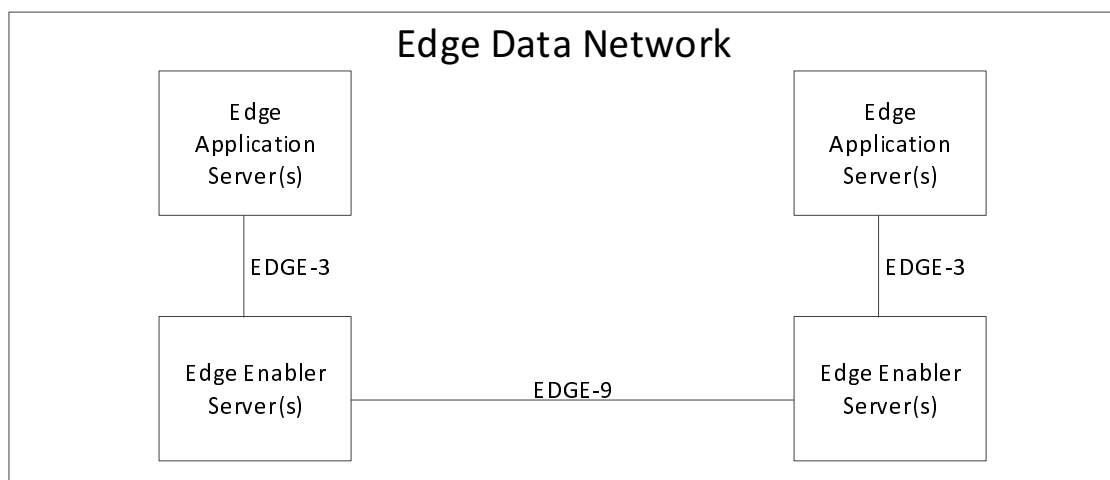 Edge Data Network
Edge
Application
Server(s)
Edge
Application
Server(s)
EDGE-3
EDGE-3
Edge Enabler
Server(s)
EDGE-9
Edge Enabler
Server(s)